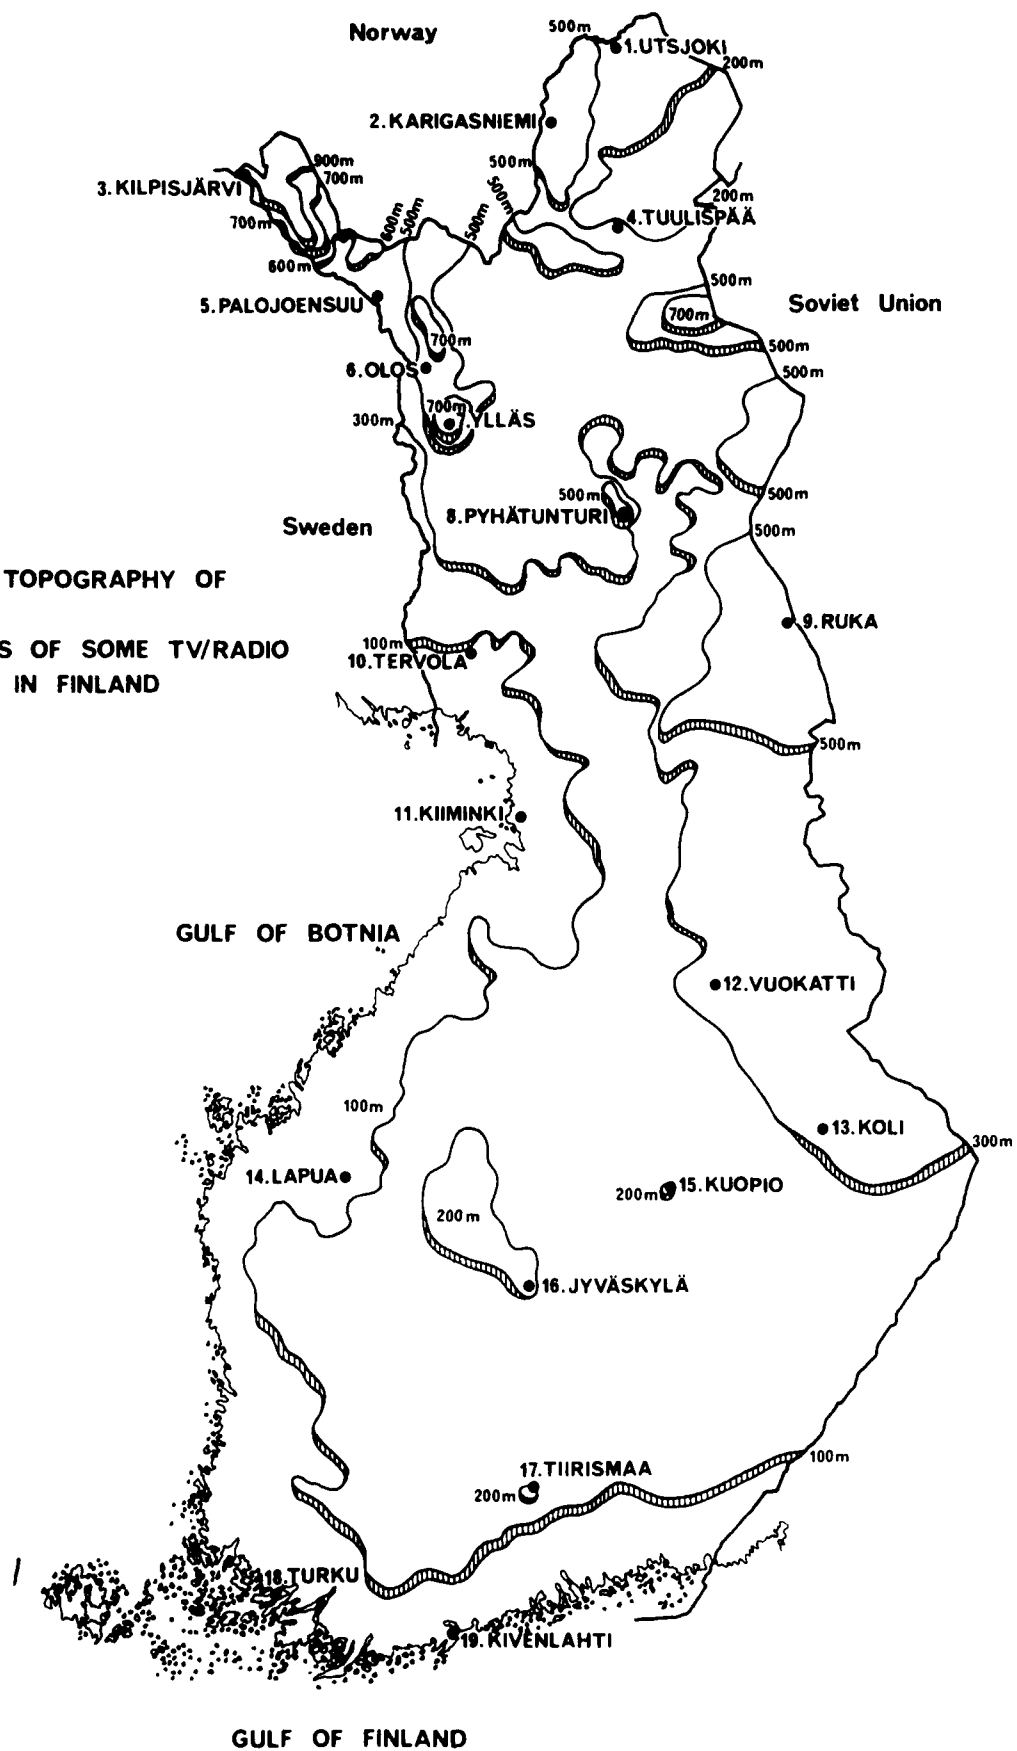 Norway
500m
1. UTSJOKI
200m
2. KARIGASNIEMI
900m
700m
500m
3. KILPISJÄRVI
500m
200m
700m
600m
500m
500m
4. TUULISPÄÄ
600m
500m
5. PALOJOENSUU
Soviet Union
700m
700m
500m
6. OLOS
500m
700m
300m
.YLLÄS
500m
500m
8. PYHÄTUNTURI
Sweden
500m
TOPOGRAPHY OF
9. RUKA
100m
S OF SOME TV/RADIO
10. TERVOLA
IN FINLAND
500m
11. KIIMINKI
GULF OF BOTNIA
12. VUOKATTI
100m
13. KOLI
300m
14. LAPUA
15. KUOPIO
200m
200m
16. JYVÄSKYLÄ
100m
17. TIIRISMAA
200m
18. TURKU
19. KIVENLAHTI
GULF OF FINLAND